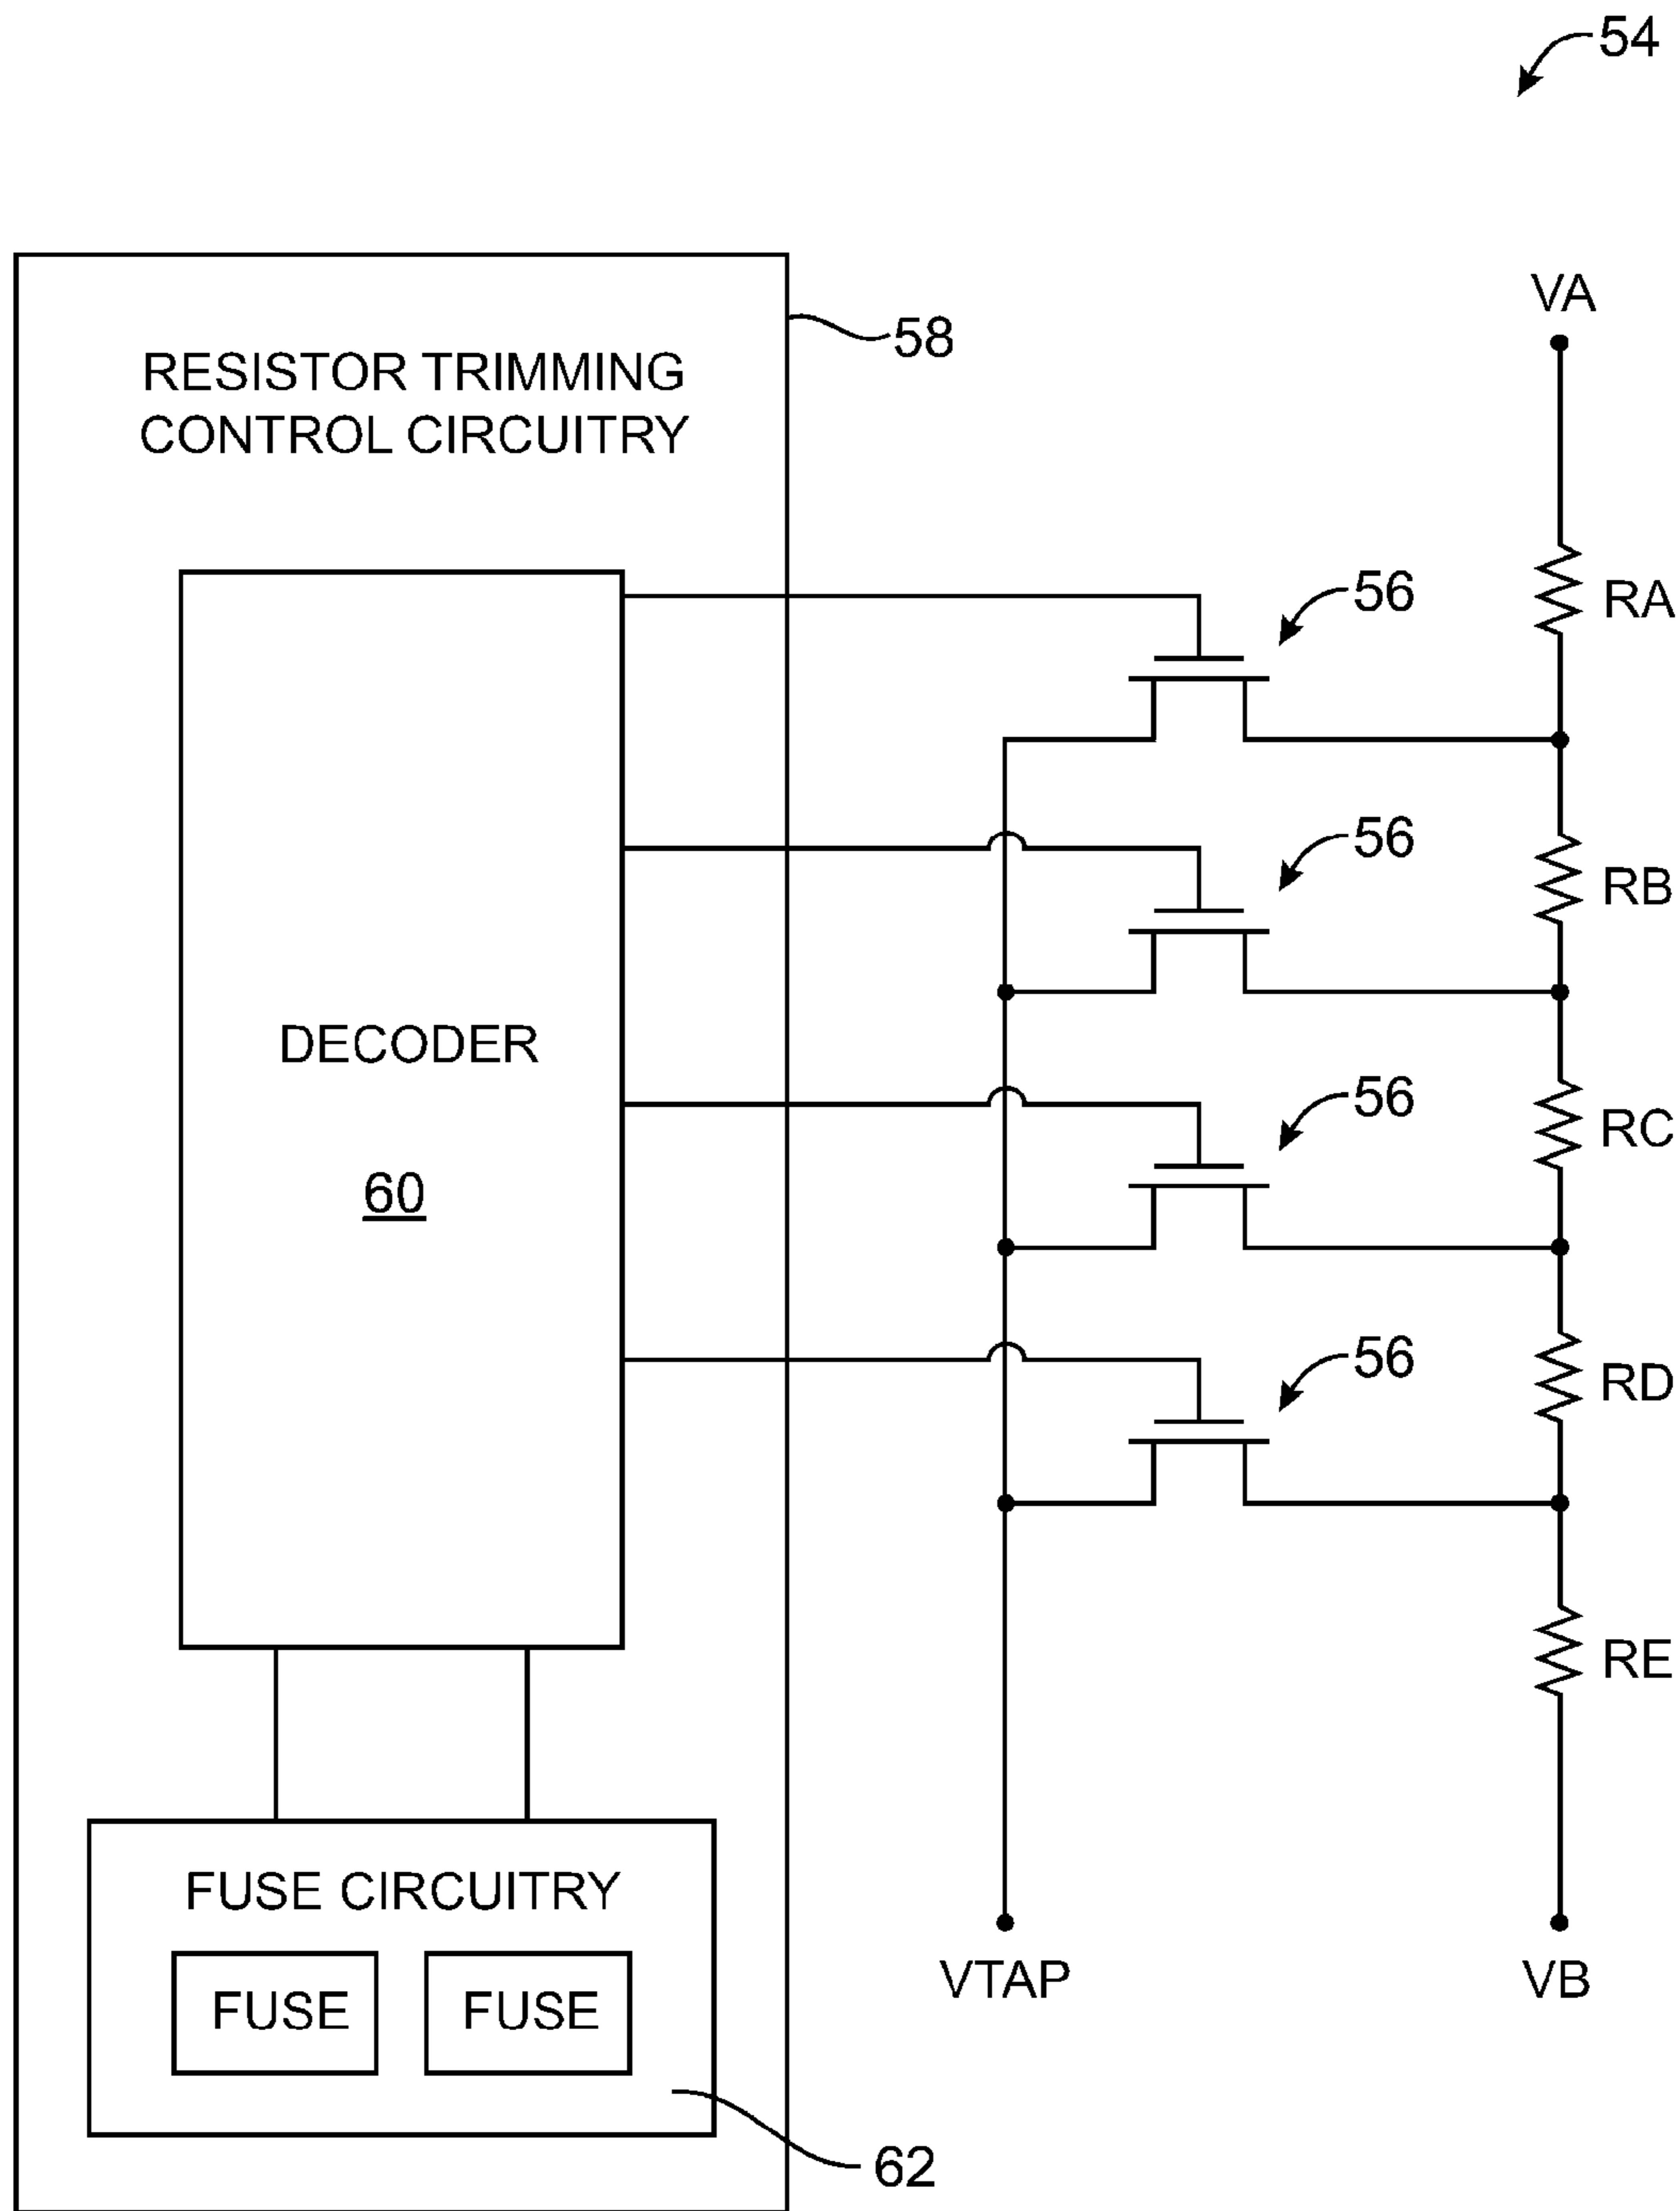 54
58
RESISTOR TRIMMING
CONTROL CIRCUITRY
VA
56
RA
56
RB
DECODER
60
56
RC
56
RD
RE
FUSE CIRCUITRY
FUSE FUSE
VTAP
VB
62